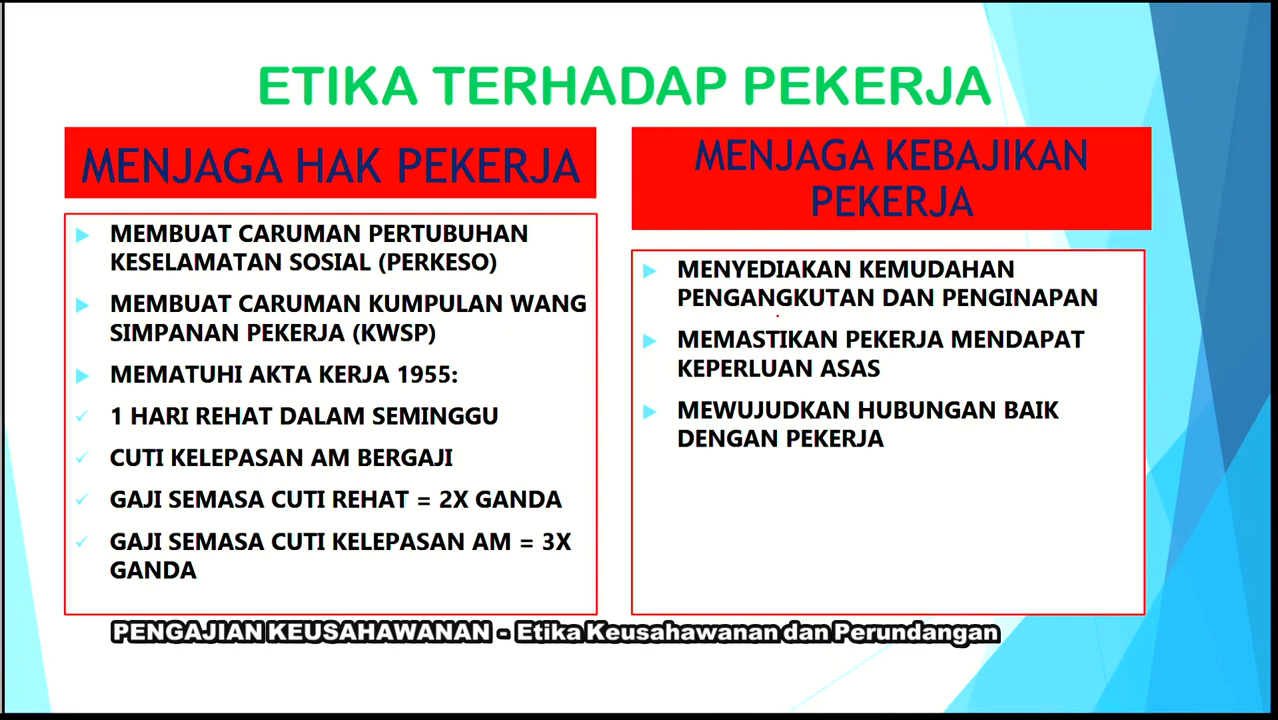 ETIKA TERHADAP PEKERJA
MENJAGA HAK PEKERJA
MEMBUAT CARUMAN PERTUBUHAN
KESELAMATAN SOSIAL (PERKESO)
MEMBUAT CARUMAN KUMPULAN WANG
SIMPANAN PEKERJA (KWSP)
MEMATUHI AKTA KERJA 1955:
1 HARI REHAT DALAM SEMINGGU
CUTI KELEPASAN AM BERGAJI
GAJI SEMASA CUTI REHAT = 2X GANDA
GAJI SEMASA CUTI KELEPASAN AM = 3X
GANDA
MENJAGA KEBAJIKAN
PEKERJA
MENYEDIAKAN KEMUDAHAN
PENGANGKUTAN DAN PENGINAPAN
MEMASTIKAN PEKERJA MENDAPAT
KEPERLUAN ASAS
MEWUJUDKAN HUBUNGAN BAIK
DENGAN PEKERJA
PENGAJIAN KEUSAHAWANAN - Etika Keusahawanan dan Perundangan